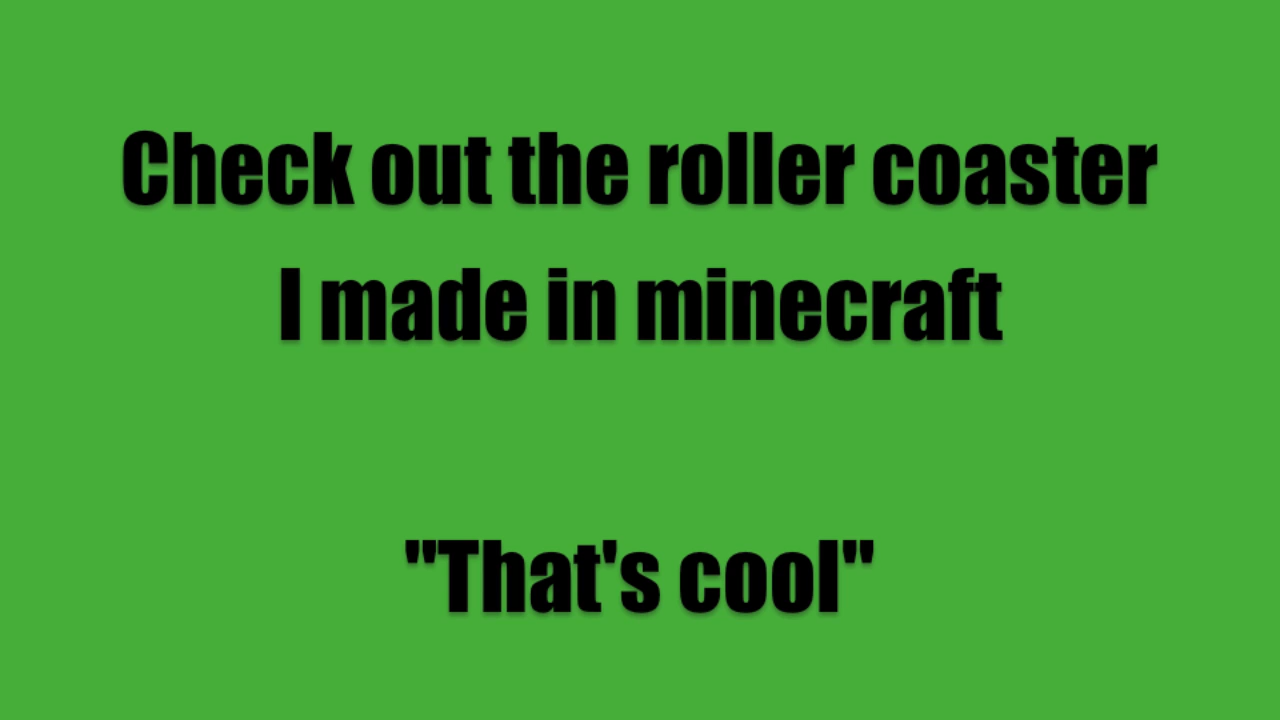 Check out the roller coaster
I made in minecraft
"That's cool"